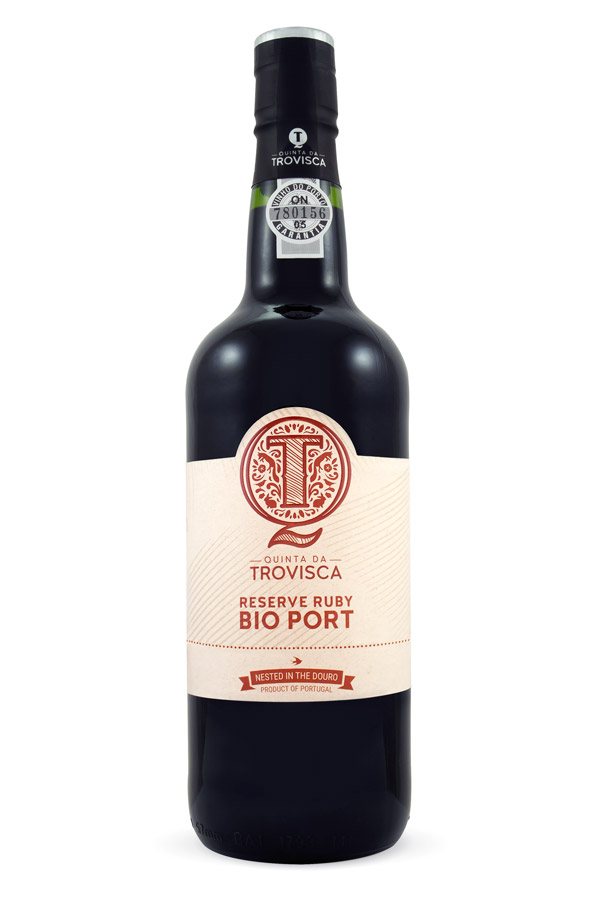 QUINTA DA
TROVISCA
VINHO DO PORTO
ON
780156
05
GARANTIA
QUINTA DA
TROVISCA
RESERVE RUBY
BIO PORT
NESTED IN THE DOURO
PRODUCT OF PORTUGAL